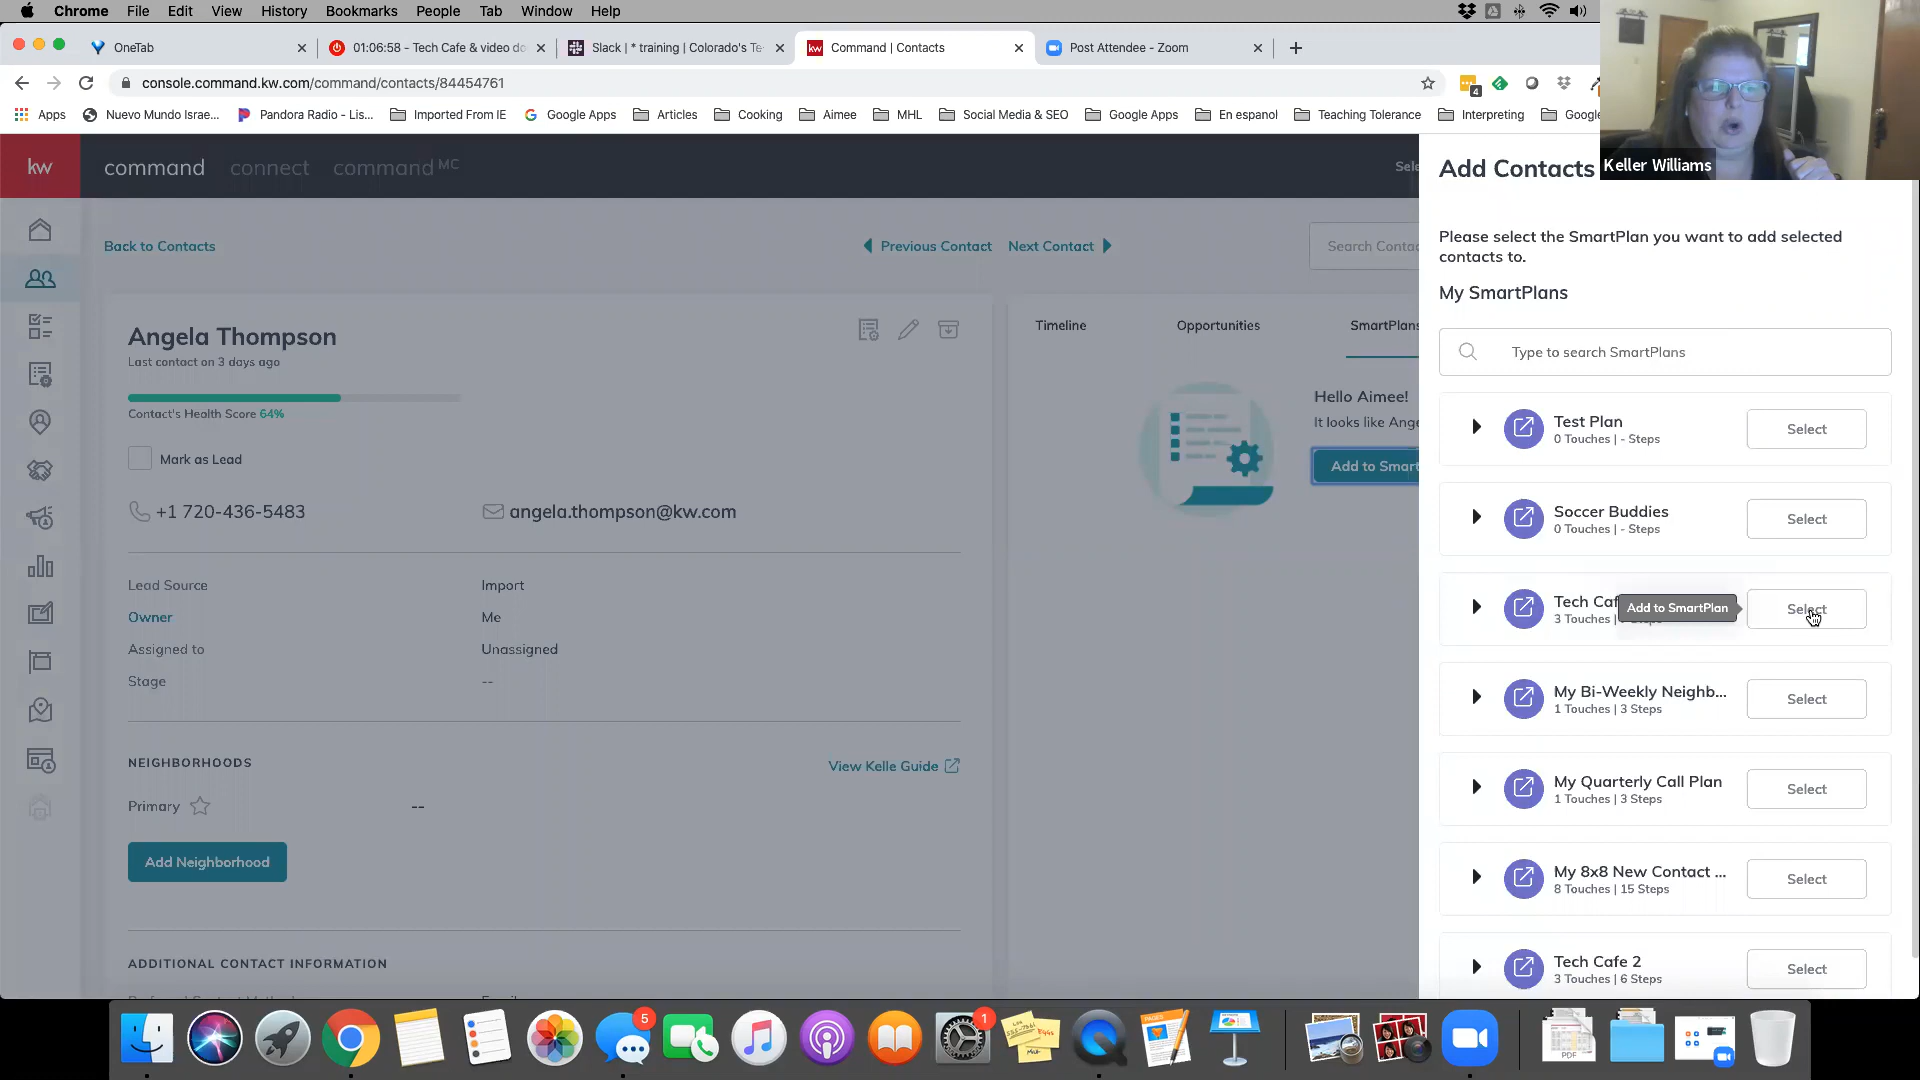 Chrome File Edit View History Bookmarks People Tab Window Help
OneTab
01:06:58 - Tech Cafe & video do
Slack | * training | Colorado's Te
Command | Contacts
Post Attendee - Zoom
console.command.kw.com/command/contacts/84454761
4
Apps
Nuevo Mundo Israe...
Pandora Radio - Lis...
Imported From IE
Google Apps
Articles
Cooking
Aimee
MHL
Social Media & SEO
Google Apps
En espanol
Teaching Tolerance
Interpreting
Google
Keller Williams
kw
command connect command MC
Sele
Back to Contacts
Previous Contact Next Contact
Search Contac
Angela Thompson
Last contact on 3 days ago
Contact's Health Score 64%
Mark as Lead
+1 720-436-5483
angela.thompson@kw.com
Lead Source Import
Owner Me
Assigned to Unassigned
Stage --
NEIGHBORHOODS
View Kelle Guide
Primary --
Add Neighborhood
ADDITIONAL CONTACT INFORMATION
Timeline Opportunities SmartPlans
Hello Aimee!
It looks like Ange
Add to Smart
Add Contacts
Please select the SmartPlan you want to add selected
contacts to.
My SmartPlans
Type to search SmartPlans
Test Plan
0 Touches | - Steps
Select
Soccer Buddies
0 Touches | - Steps
Select
Tech Caf
3 Touches |
Add to SmartPlan
Select
My Bi-Weekly Neighb...
1 Touches | 3 Steps
Select
My Quarterly Call Plan
1 Touches | 3 Steps
Select
My 8x8 New Contact ...
8 Touches | 15 Steps
Select
Tech Cafe 2
3 Touches | 6 Steps
Select
5
1
PAGES
PDF